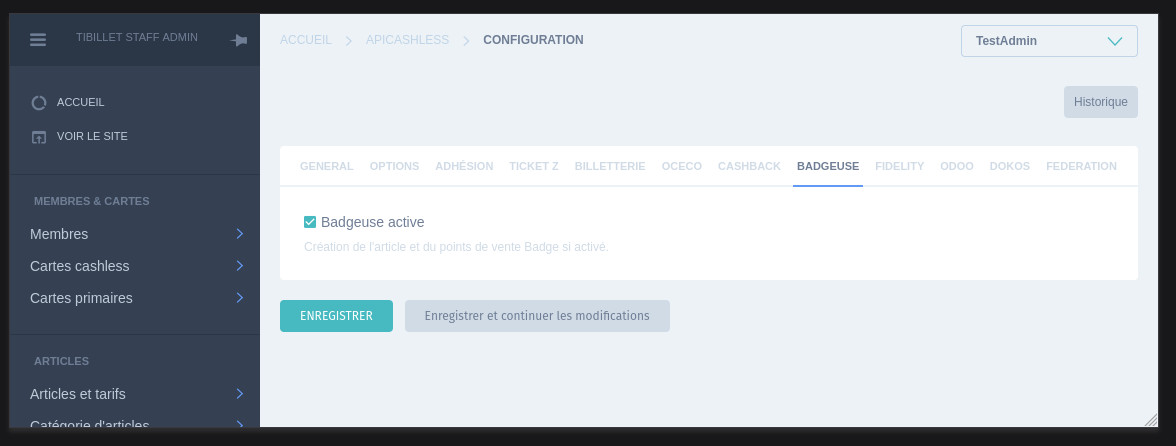 TIBILLET STAFF ADMIN
ACCUEIL
VOIR LE SITE
MEMBRES & CARTES
Membres
Cartes cashless
Cartes primaires
ARTICLES
Articles et tarifs
Catégorie d'articles
ACCUEIL APICASHLESS CONFIGURATION
TestAdmin
Historique
GENERAL OPTIONS ADHÉSION TICKET Z BILLETTERIE OCECO CASHBACK BADGEUSE FIDELITY ODOO DOKOS FEDERATION
Badgeuse active
Création de l'article et du points de vente Badge si activé.
ENREGISTRER Enregistrer et continuer les modifications